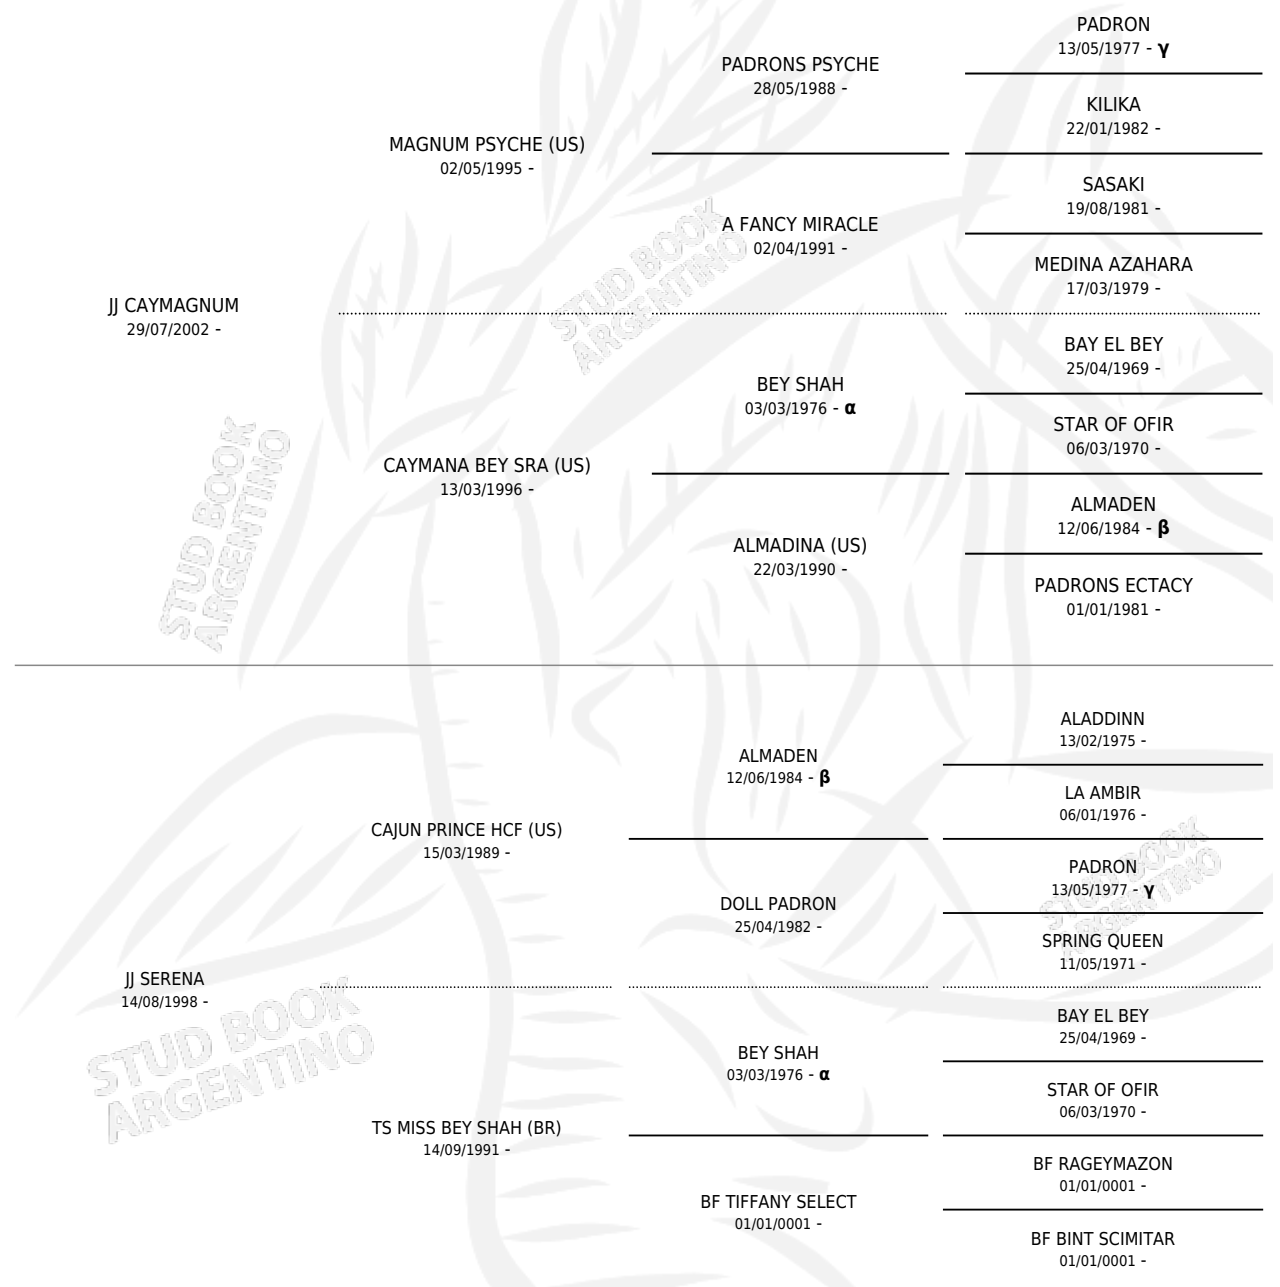 PADRON
13/05/1977 - γ
PADRONS PSYCHE
28/05/1988 -
KILIKA
22/01/1982 -
MAGNUM PSYCHE (US)
02/05/1995 -
SASAKI
19/08/1981 -
A FANCY MIRACLE
02/04/1991 -
MEDINA AZAHARA
17/03/1979 -
JJ CAYMAGNUM
29/07/2002 -
BAY EL BEY
25/04/1969 -
BEY SHAH
03/03/1976 - α
STAR OF OFIR
06/03/1970 -
CAYMANA BEY SRA (US)
13/03/1996 -
ALMADEN
12/06/1984 - β
ALMADINA (US)
22/03/1990 -
PADRONS ECTACY
01/01/1981 -
ALADDINN
13/02/1975 -
ALMADEN
12/06/1984 - β
LA AMBIR
06/01/1976 -
CAJUN PRINCE HCF (US)
15/03/1989 -
PADRON
13/05/1977 - γ
DOLL PADRON
25/04/1982 -
SPRING QUEEN
11/05/1971 -
JJ SERENA
14/08/1998 -
BAY EL BEY
25/04/1969 -
BEY SHAH
03/03/1976 - α
STAR OF OFIR
06/03/1970 -
TS MISS BEY SHAH (BR)
14/09/1991 -
BF RAGEYMAZON
01/01/0001 -
BF TIFFANY SELECT
01/01/0001 -
BF BINT SCIMITAR
01/01/0001 -
STUD BOOK
ARGENTINO
STUD BOOK
ARGENTINO
STUD BOOK
ARGENTINO
STUD BOOK
ARGENTINO